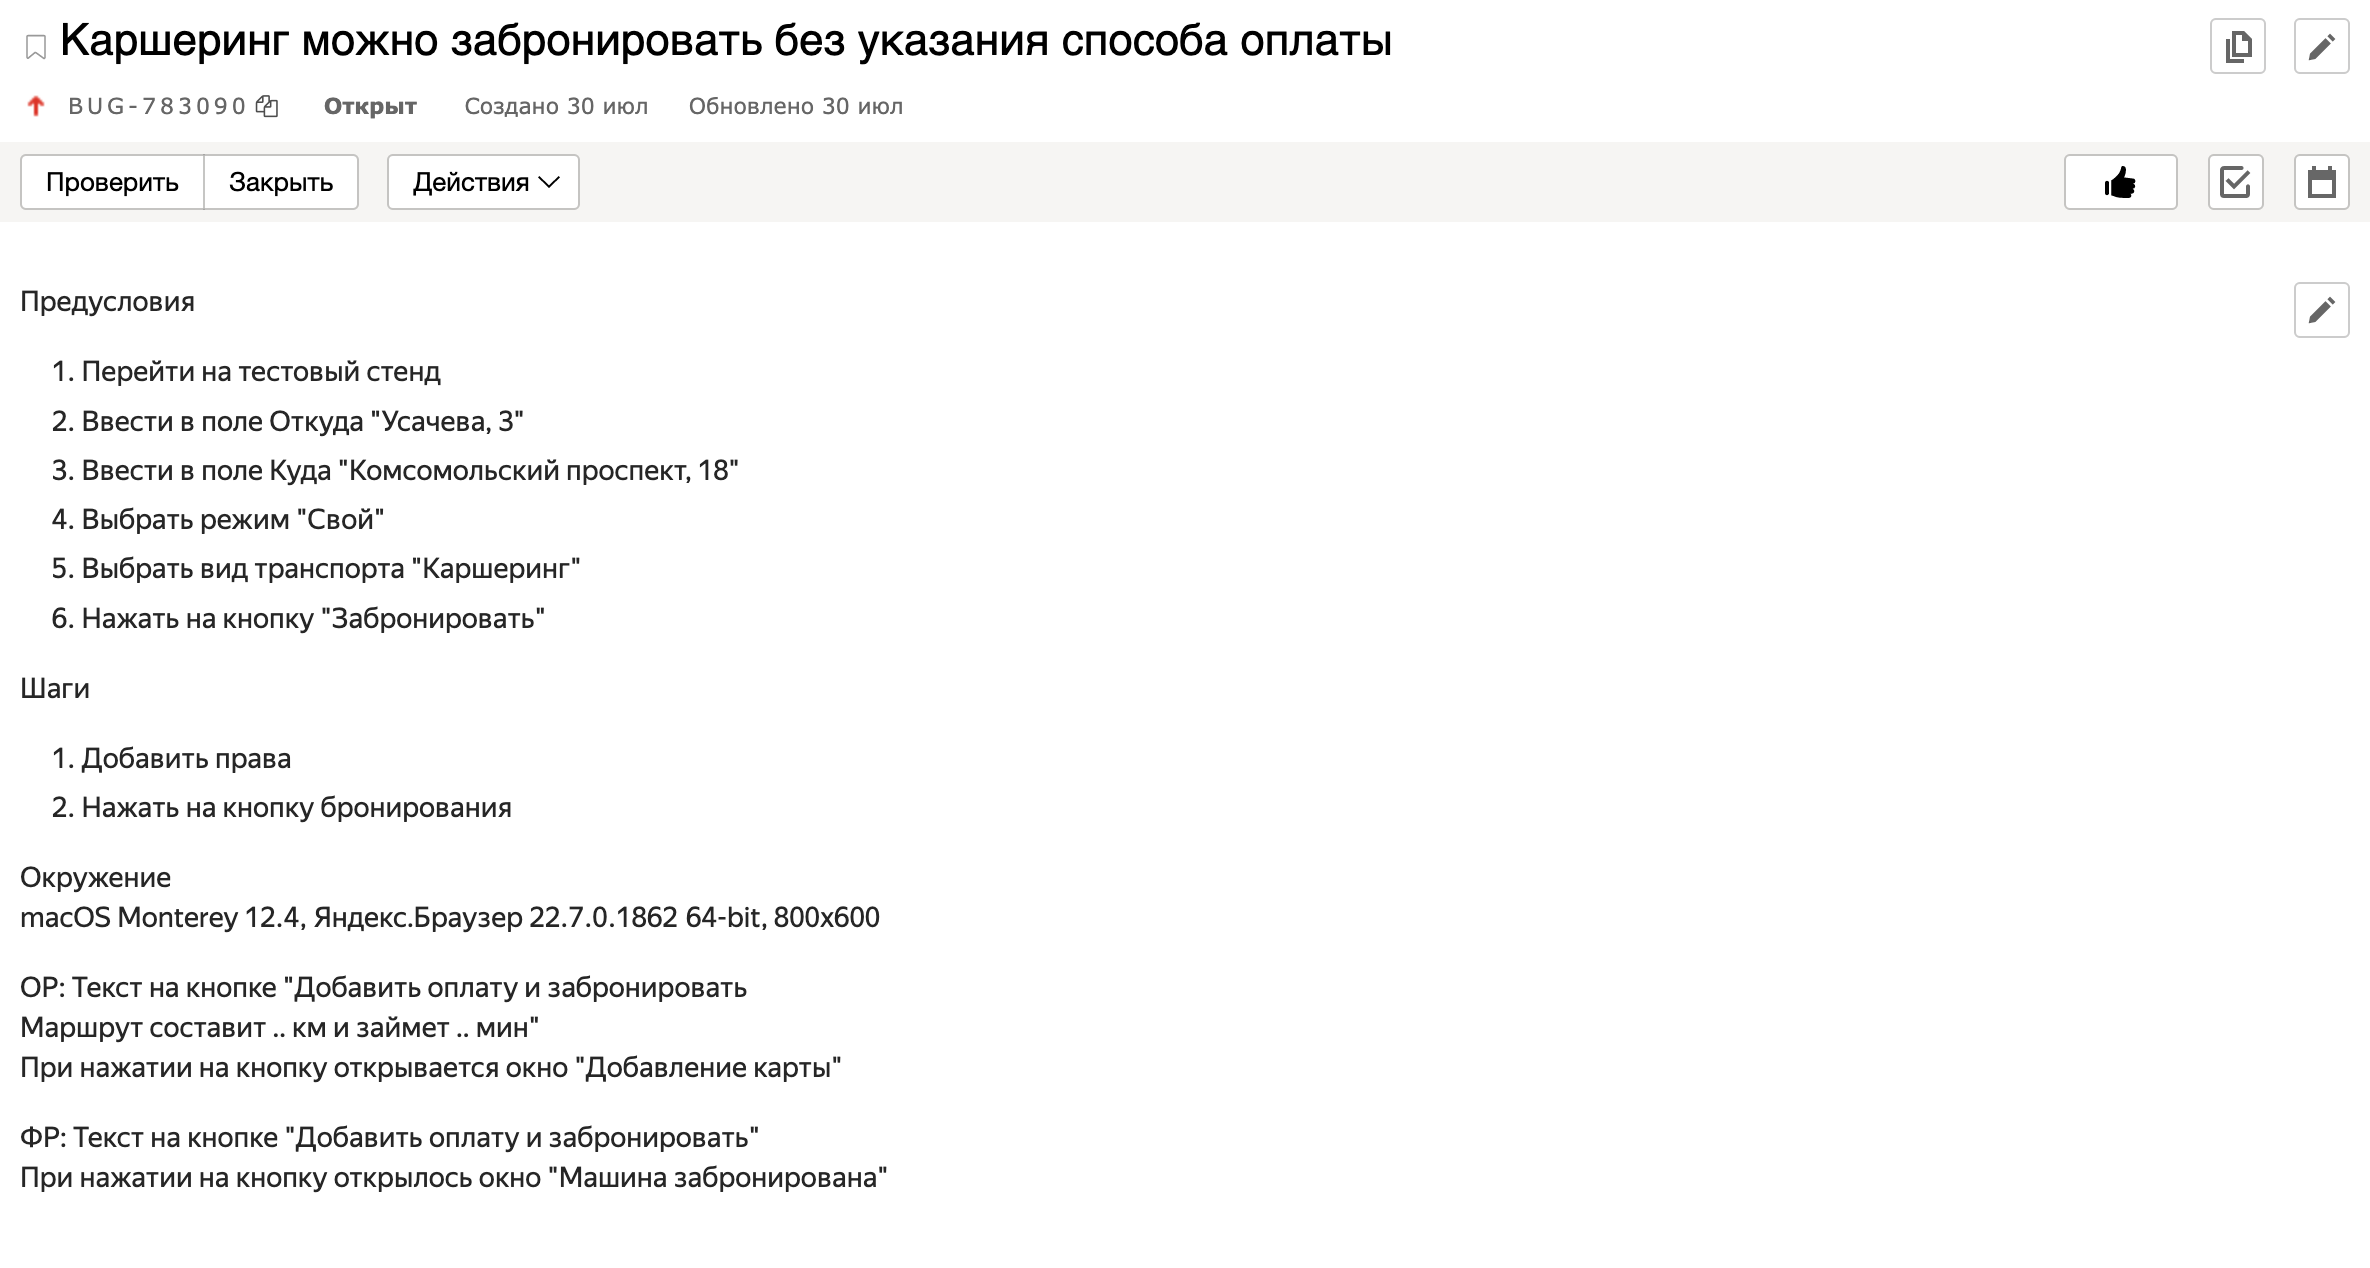 Каршеринг можно забронировать без указания способа оплаты
BUG-783090 Открыт Создано 30 июл Обновлено 30 июл
Проверить Закрыть Действия
Предусловия
1. Перейти на тестовый стенд
2. Ввести в поле Откуда "Усачева, 3"
3. Ввести в поле Куда "Комсомольский проспект, 18"
4. Выбрать режим "Свой"
5. Выбрать вид транспорта "Каршеринг"
6. Нажать на кнопку "Забронировать"
Шаги
1. Добавить права
2. Нажать на кнопку бронирования
Окружение
macOS Monterey 12.4, Яндекс.Браузер 22.7.0.1862 64-bit, 800x600
ОР: Текст на кнопке "Добавить оплату и забронировать
Маршрут составит .. км и займет .. мин"
При нажатии на кнопку открывается окно "Добавление карты"
ФР: Текст на кнопке "Добавить оплату и забронировать"
При нажатии на кнопку открылось окно "Машина забронирована"